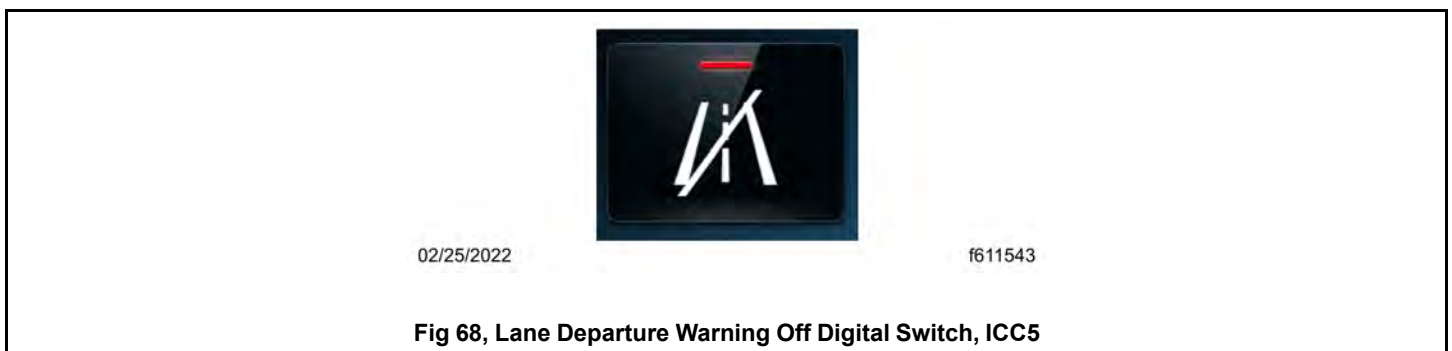 02/25/2022
f611543
Fig 68, Lane Departure Warning Off Digital Switch, ICC5